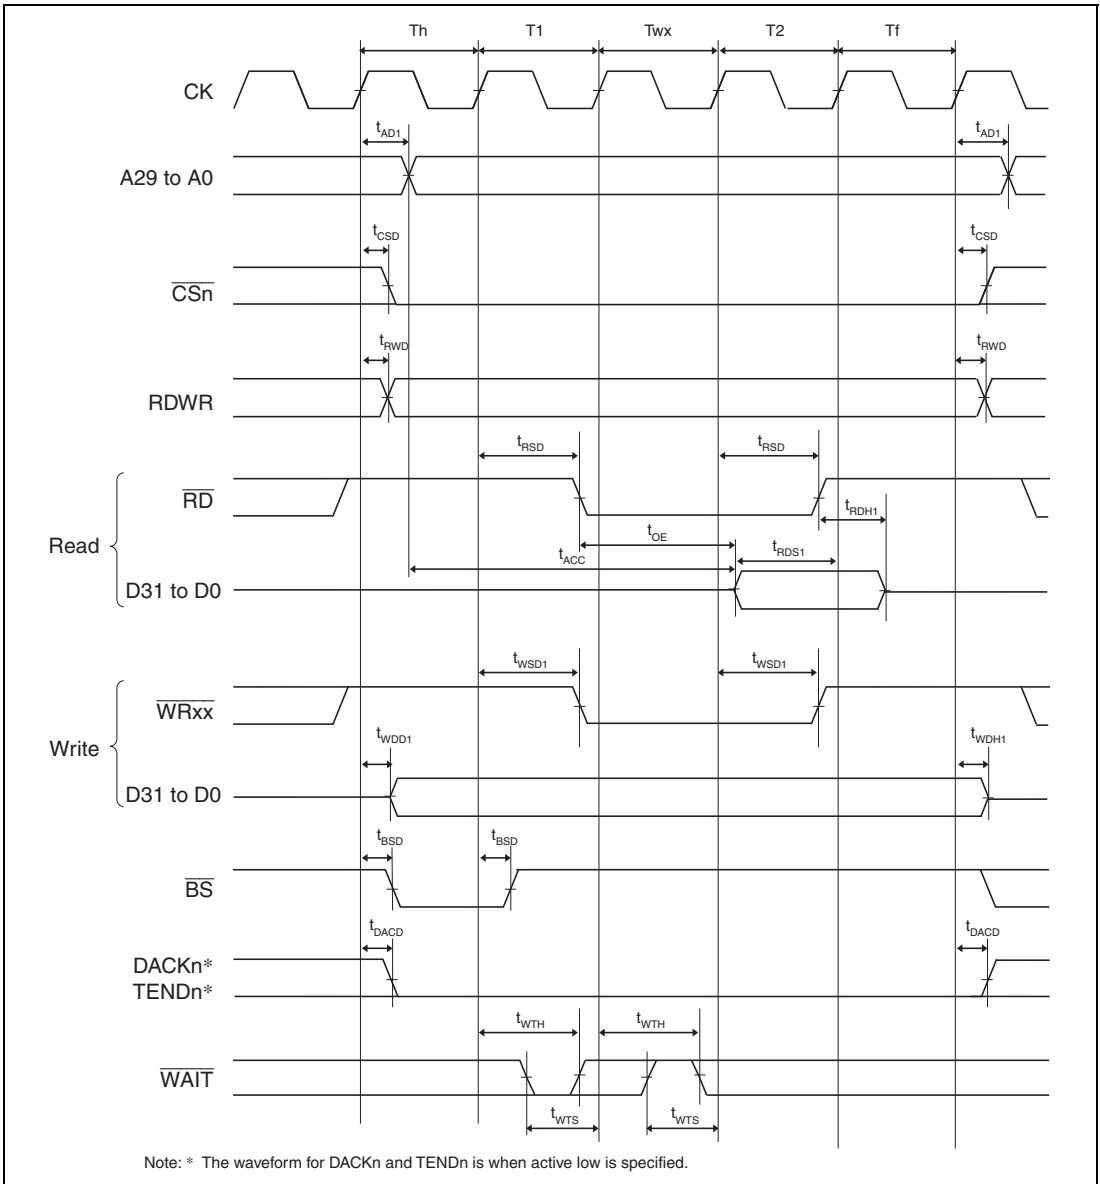 Th T1 Twx T2 Tf
CK
tAD1 tAD1
A29 to A0
tCSD tCSD
CSn
tRWD tRWD
RDWR
tRSD tRSD
RD
tRDH1
Read
tOE
tACC tRDS1
D31 to D0
tWSD1 tWSD1
WRxx
Write
tWDD1 tWDH1
D31 to D0
tBSD tBSD
BS
tDACD tDACD
DACKn*
TENDn*
tWTH tWTH
WAIT
tWTS tWTS
Note: * The waveform for DACKn and TENDn is when active low is specified.